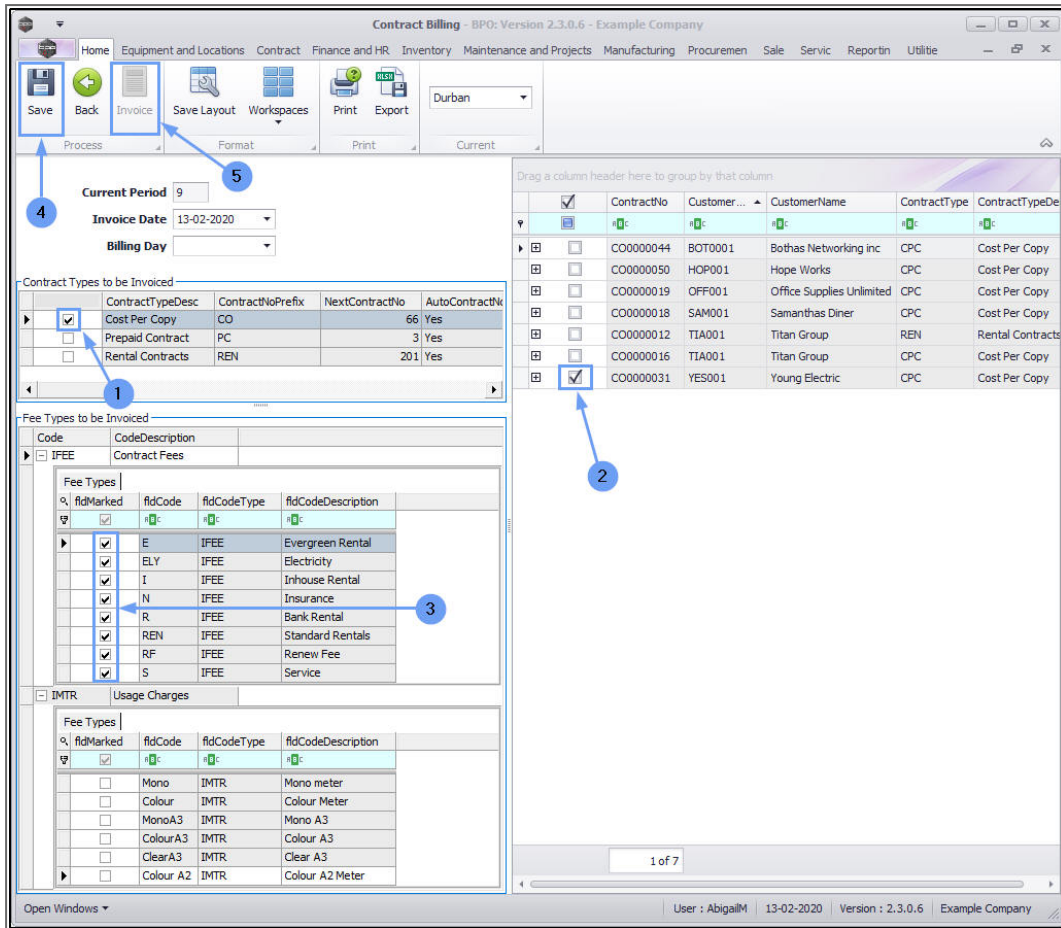 Contract Billing - BPO: Version 2.3.0.6 - Example Company
Home Equipment and Locations Contract Finance and HR Inventory Maintenance and Projects Manufacturing Procuremen Sale Servic Reportin Utilitie
Save Back Invoice Save Layout Workspaces Print Export Durban
Process Format Print Current
4
5
Current Period 9
Invoice Date 13-02-2020
Billing Day
Contract Types to be Invoiced
ContractTypeDesc ContractNoPrefix NextContractNo AutoContractNo
Cost Per Copy CO 66 Yes
Prepaid Contract PC 3 Yes
Rental Contracts REN 201 Yes
1
Fee Types to be Invoiced
Code CodeDescription
IFEE Contract Fees
Fee Types
fldMarked fldCode fldCodeType fldCodeDescription
E IFEE Evergreen Rental
ELY IFEE Electricity
I IFEE Inhouse Rental
N IFEE Insurance
R IFEE Bank Rental
REN IFEE Standard Rentals
RF IFEE Renew Fee
S IFEE Service
3
IMTR Usage Charges
Fee Types
fldMarked fldCode fldCodeType fldCodeDescription
Mono IMTR Mono meter
Colour IMTR Colour Meter
MonoA3 IMTR Mono A3
ColourA3 IMTR Colour A3
ClearA3 IMTR Clear A3
Colour A2 IMTR Colour A2 Meter
Drag a column header here to group by that column
ContractNo Customer... CustomerName ContractType ContractTypeDe
CO0000044 BOT0001 Bothas Networking inc CPC Cost Per Copy
CO0000050 HOP001 Hope Works CPC Cost Per Copy
CO0000019 OFF001 Office Supplies Unlimited CPC Cost Per Copy
CO0000018 SAM001 Samanthas Diner CPC Cost Per Copy
CO0000012 TIA001 Titan Group REN Rental Contracts
CO0000016 TIA001 Titan Group CPC Cost Per Copy
CO0000031 YES001 Young Electric CPC Cost Per Copy
2
1 of 7
Open Windows User : AbigailM 13-02-2020 Version : 2.3.0.6 Example Company